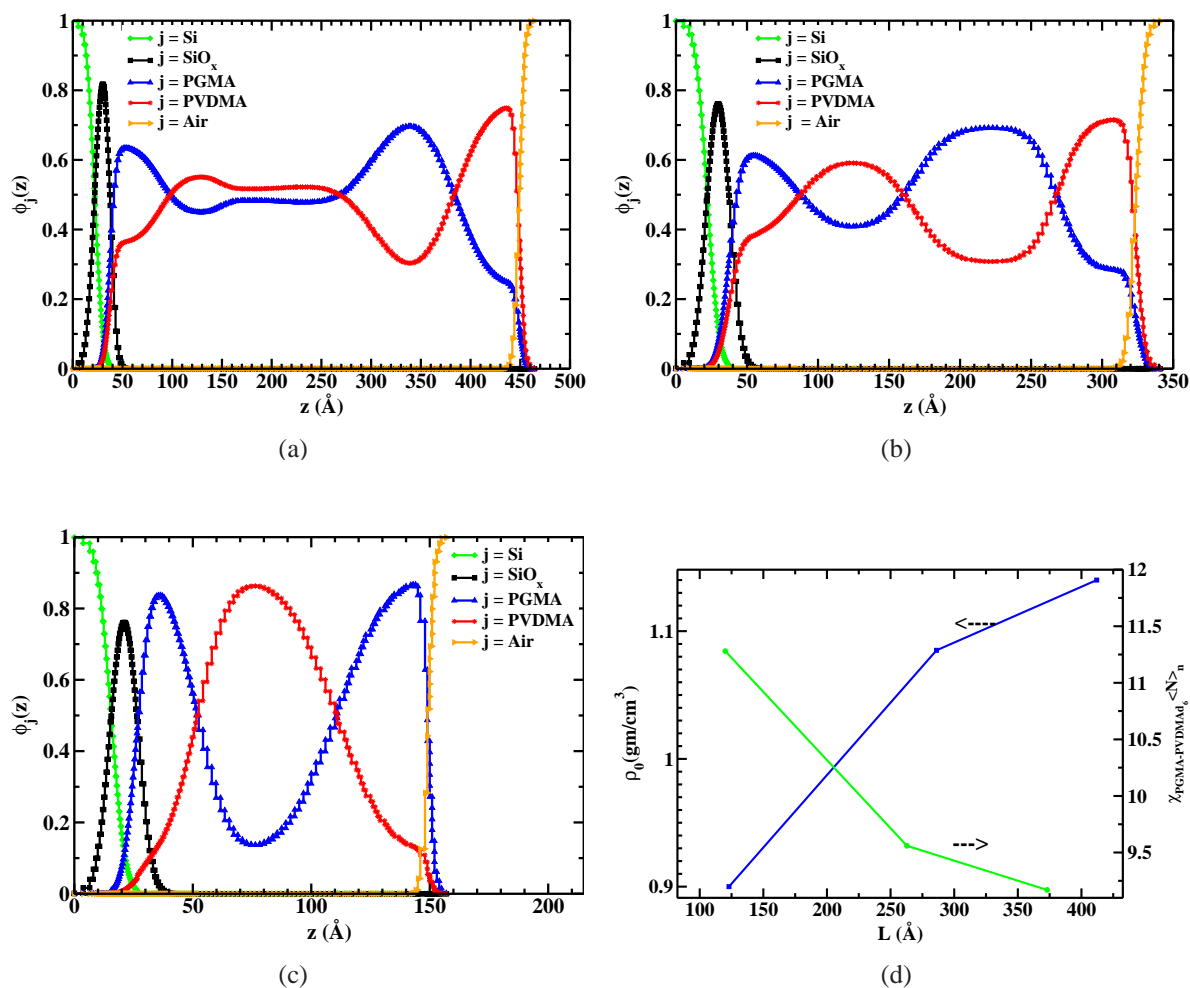 j = Si
j = SiOx
j = PGMA
j = PVDMA
j = Air
ϕj(z)
1
0.8
0.6
0.4
0.2
0
0 50 100 150 200 250 300 350 400 450 500
z (Å)
(a)
j = Si
j = SiOx
j = PGMA
j = PVDMA
j = Air
ϕj(z)
1
0.8
0.6
0.4
0.2
0
0 50 100 150 200 250 300 350
z (Å)
(b)
j = Si
j = SiOx
j = PGMA
j = PVDMA
j = Air
ϕj(z)
1
0.8
0.6
0.4
0.2
0
0 50 100 150 200
z (Å)
(c)
ρ0(gm/cm3)
1.1
1
0.9
<----
---->
12
11.5
11
10.5
10
9.5
χPGMA-PVDMAd6<N>n
100 150 200 250 300 350 400
L (Å)
(d)